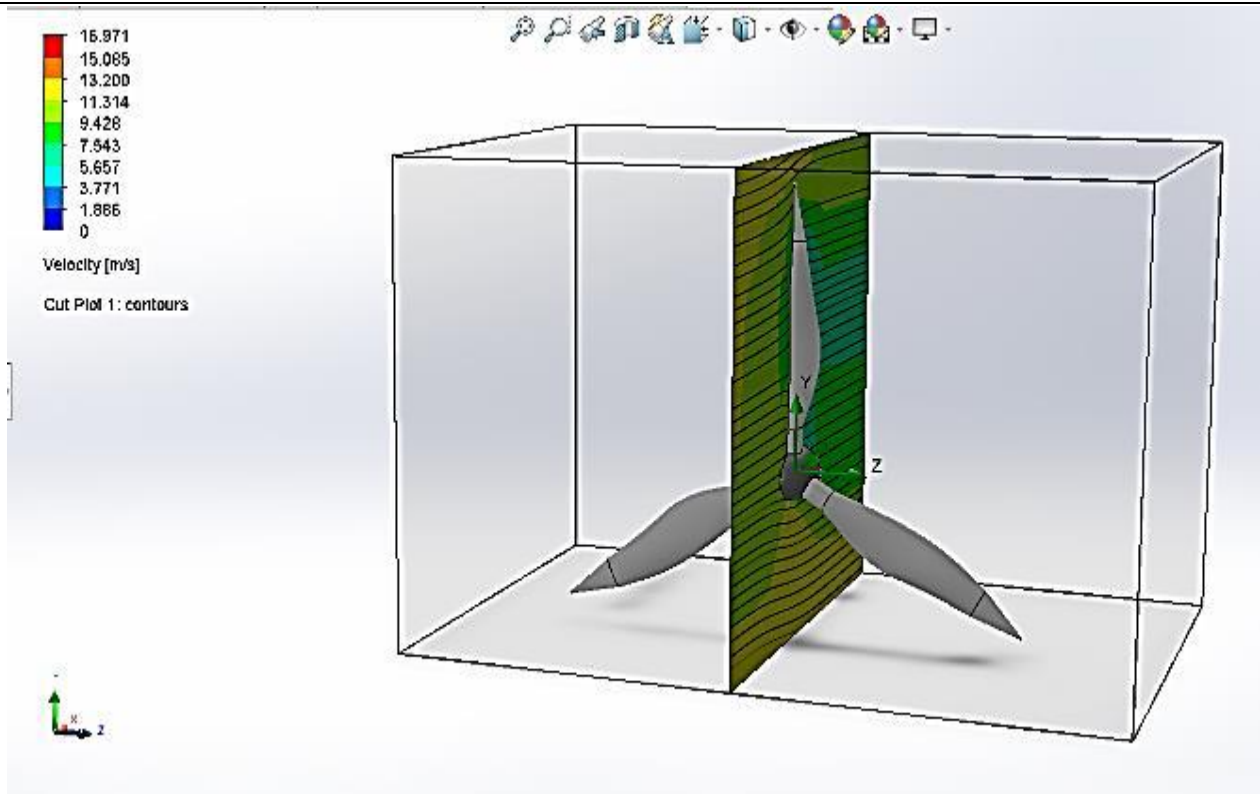 16.971
15.085
13.200
11.314
9.428
7.543
5.657
3.771
1.886
0
Velocity [m/s]
Cut Plot 1: contours
Y
Z
X
Z